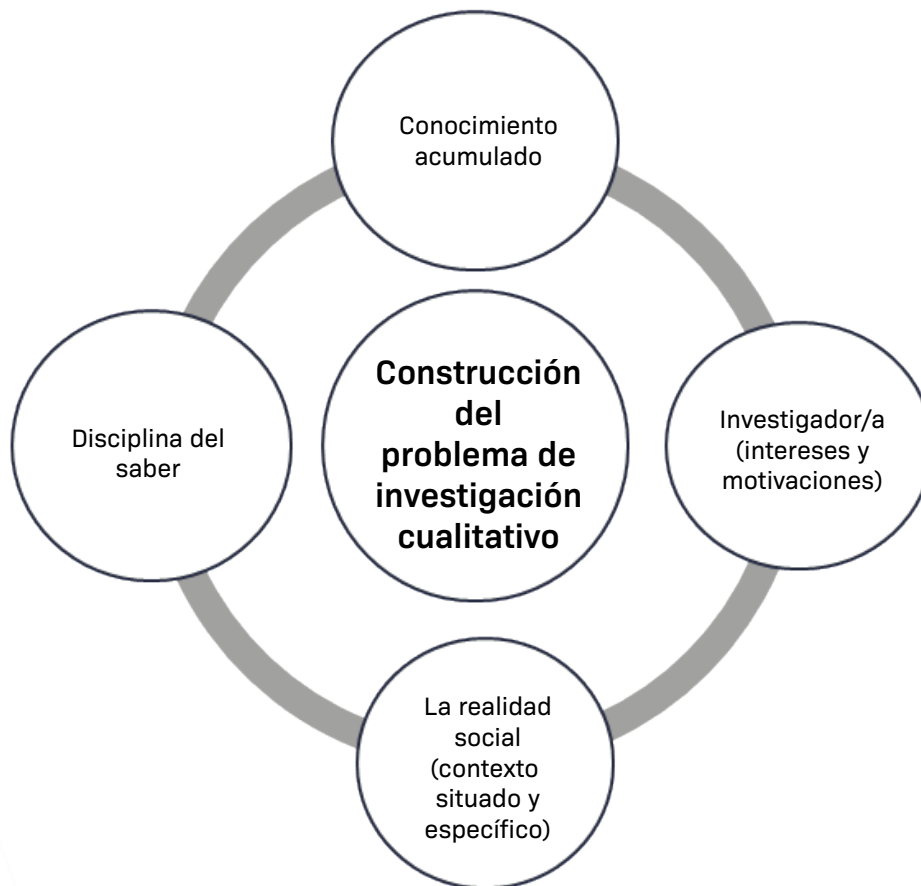 Conocimiento
acumulado
Disciplina del
saber
Construcción
del
problema de
investigación
cualitativo
Investigador/a
(intereses y
motivaciones)
La realidad
social
(contexto
situado y
específico)